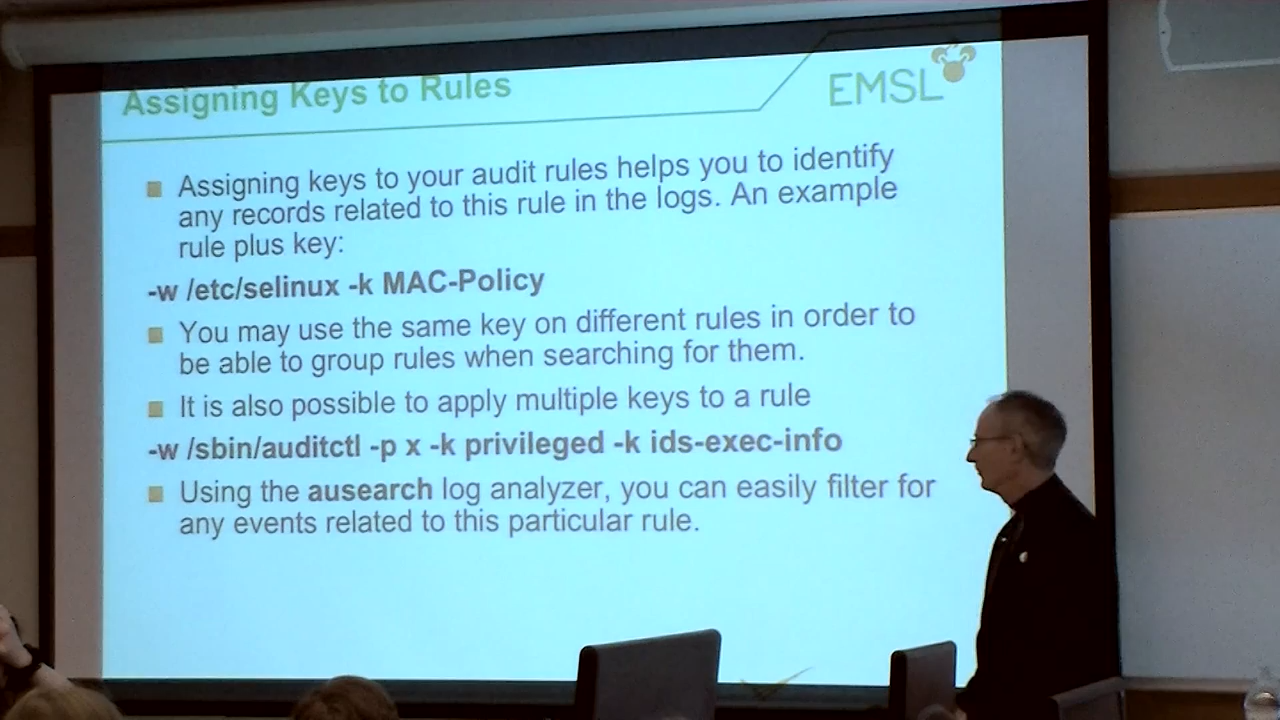 Assigning Keys to Rules
EMSL
Assigning keys to your audit rules helps you to identify
any records related to this rule in the logs. An example
rule plus key:
-w /etc/selinux -k MAC-Policy
You may use the same key on different rules in order to
be able to group rules when searching for them.
It is also possible to apply multiple keys to a rule
-w /sbin/auditctl -p x -k privileged -k ids-exec-info
Using the ausearch log analyzer, you can easily filter for
any events related to this particular rule.